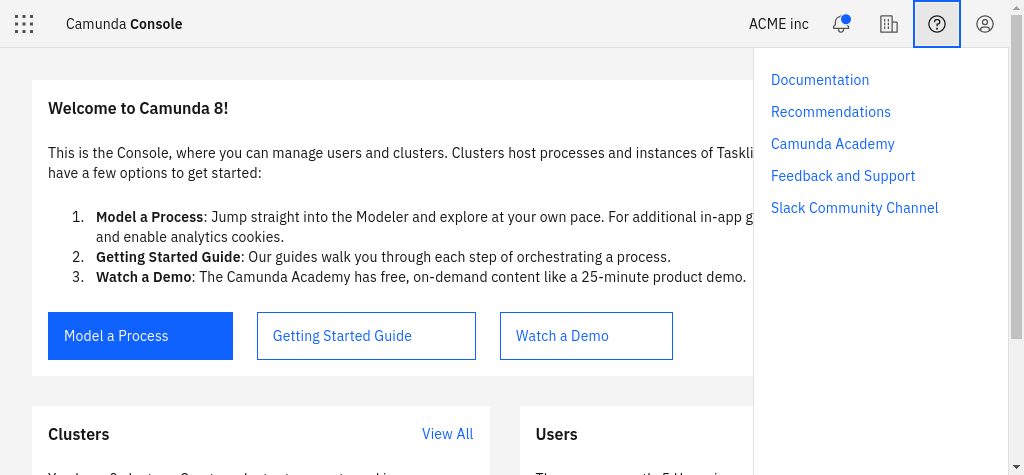 Camunda Console
ACME inc
Documentation
Recommendations
Camunda Academy
Feedback and Support
Slack Community Channel
Welcome to Camunda 8!
This is the Console, where you can manage users and clusters. Clusters host processes and instances of Taskli
have a few options to get started:
1. Model a Process: Jump straight into the Modeler and explore at your own pace. For additional in-app g
and enable analytics cookies.
2. Getting Started Guide: Our guides walk you through each step of orchestrating a process.
3. Watch a Demo: The Camunda Academy has free, on-demand content like a 25-minute product demo.
Model a Process
Getting Started Guide
Watch a Demo
Clusters
View All
Users